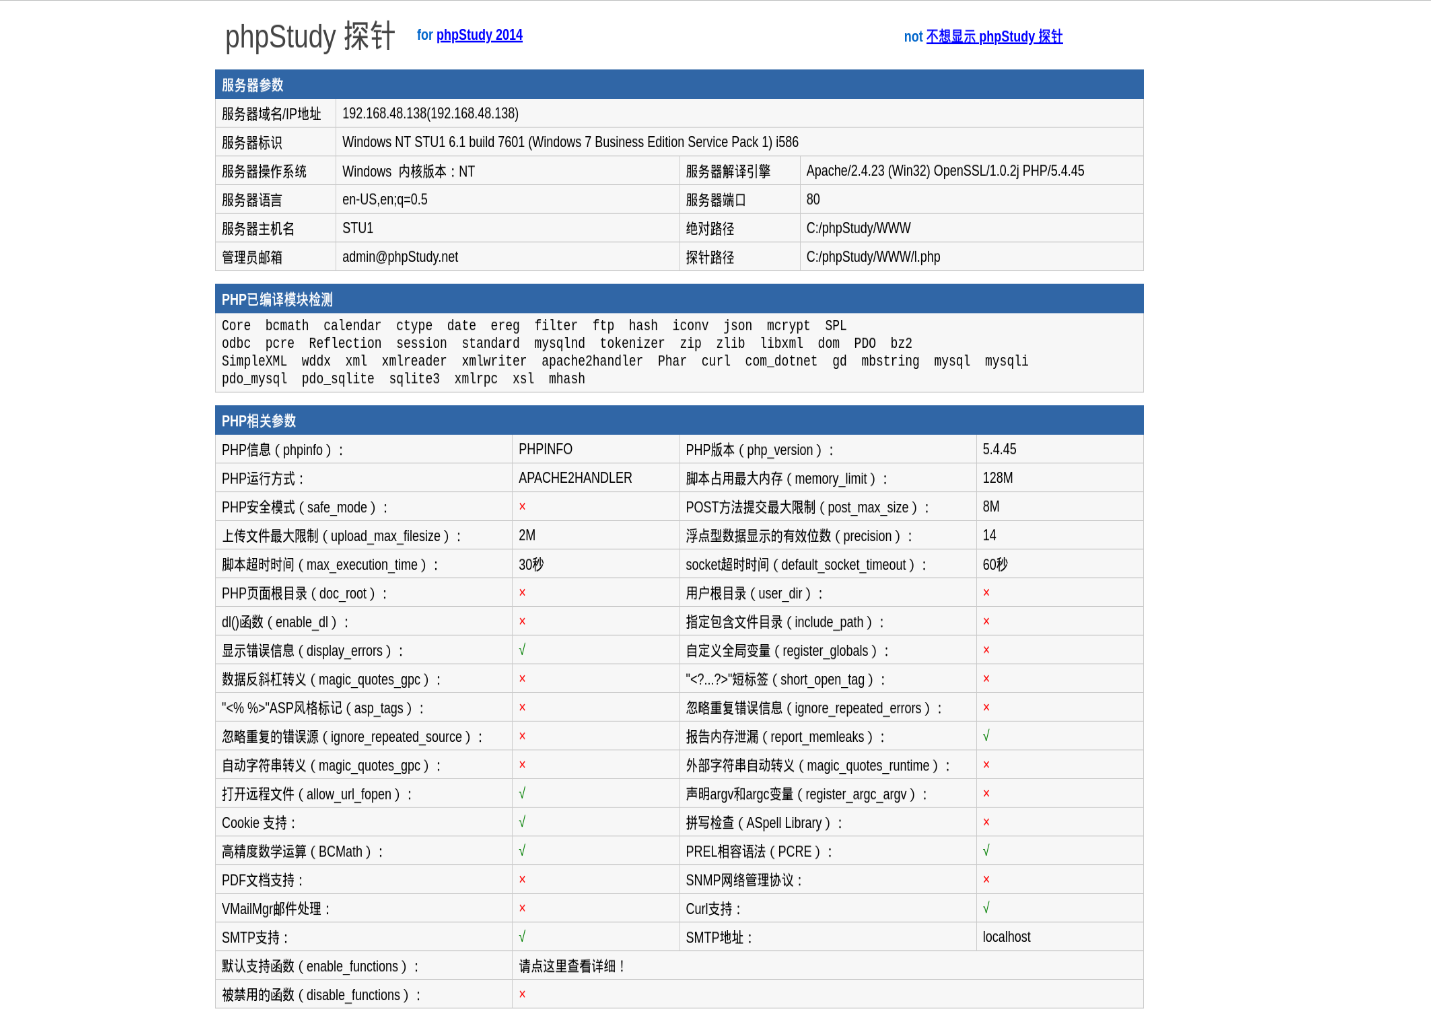 phpStudy 探针 for phpStudy 2014 not 不想显示 phpStudy 探针
服务器参数
服务器域名/IP地址 192.168.48.138(192.168.48.138)
服务器标识 Windows NT STU1 6.1 build 7601 (Windows 7 Business Edition Service Pack 1) i586
服务器操作系统 Windows 内核版本：NT 服务器解译引擎 Apache/2.4.23 (Win32) OpenSSL/1.0.2j PHP/5.4.45
服务器语言 en-US,en;q=0.5 服务器端口 80
服务器主机名 STU1 绝对路径 C:/phpStudy/WWW
管理员邮箱 admin@phpStudy.net 探针路径 C:/phpStudy/WWW/l.php
PHP已编译模块检测
Core bcmath calendar ctype date ereg filter ftp hash iconv json mcrypt SPL
odbc pcre Reflection session standard mysqlnd tokenizer zip zlib libxml dom PDO bz2
SimpleXML wddx xml xmlreader xmlwriter apache2handler Phar curl com_dotnet gd mbstring mysql mysqli
pdo_mysql pdo_sqlite sqlite3 xmlrpc xsl mhash
PHP相关参数
PHP信息（phpinfo）： PHPINFO PHP版本（php_version）： 5.4.45
PHP运行方式： APACHE2HANDLER 脚本占用最大内存（memory_limit）： 128M
PHP安全模式（safe_mode）： × POST方法提交最大限制（post_max_size）： 8M
上传文件最大限制（upload_max_filesize）： 2M 浮点型数据显示的有效位数（precision）： 14
脚本超时时间（max_execution_time）： 30秒 socket超时时间（default_socket_timeout）： 60秒
PHP页面根目录（doc_root）： × 用户根目录（user_dir）： ×
dl()函数（enable_dl）： × 指定包含文件目录（include_path）： ×
显示错误信息（display_errors）： √ 自定义全局变量（register_globals）： ×
数据反斜杠转义（magic_quotes_gpc）： × "<?...?>"短标签（short_open_tag）： ×
"<% %>"ASP风格标记（asp_tags）： × 忽略重复错误信息（ignore_repeated_errors）： ×
忽略重复的错误源（ignore_repeated_source）： × 报告内存泄漏（report_memleaks）： √
自动字符串转义（magic_quotes_gpc）： × 外部字符串自动转义（magic_quotes_runtime）： ×
打开远程文件（allow_url_fopen）： √ 声明argv和argc变量（register_argc_argv）： ×
Cookie 支持： √ 拼写检查（ASpell Library）： ×
高精度数学运算（BCMath）： √ PREL相容语法（PCRE）： √
PDF文档支持： × SNMP网络管理协议： ×
VMailMgr邮件处理： × Curl支持： √
SMTP支持： √ SMTP地址： localhost
默认支持函数（enable_functions）： 请点这里查看详细！
被禁用的函数（disable_functions）： ×